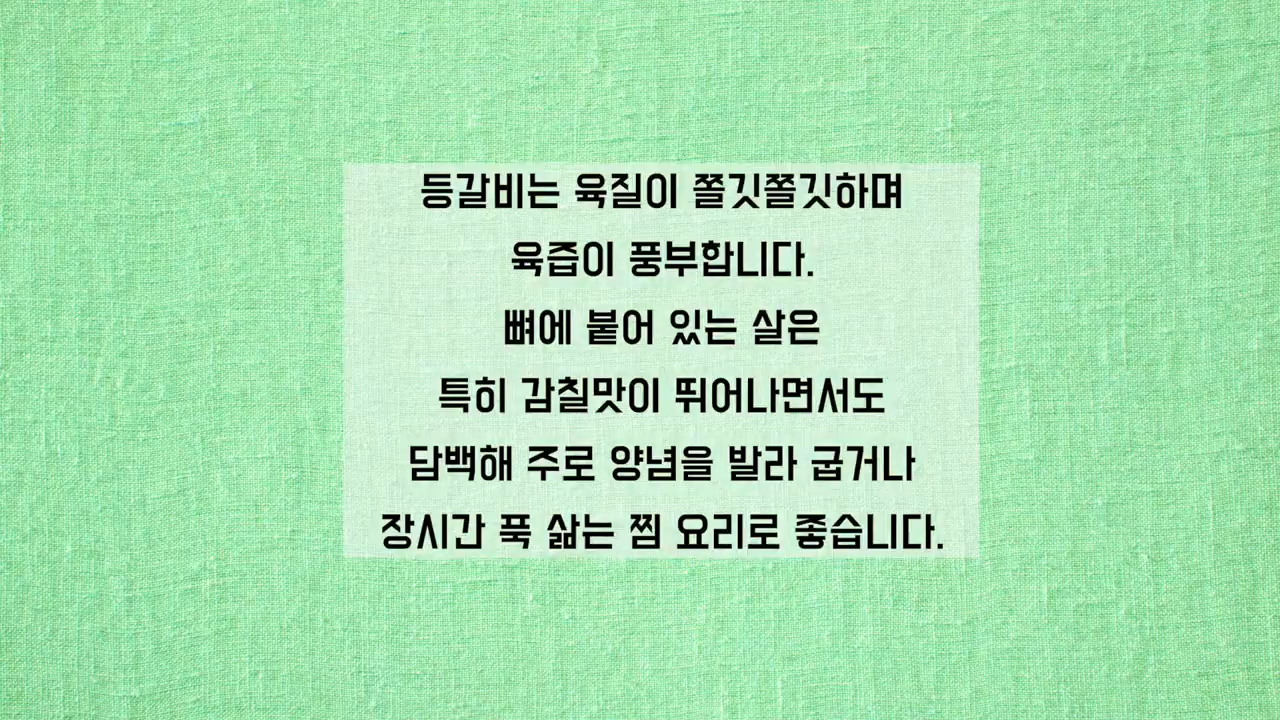 등갈비는 육질이 쫄깃쫄깃하며
육즙이 풍부합니다.
뼈에 붙어 있는 살은
특히 감칠맛이 뛰어나면서도
담백해 주로 양념을 발라 굽거나
장시간 푹 삶는 찜 요리로 좋습니다.